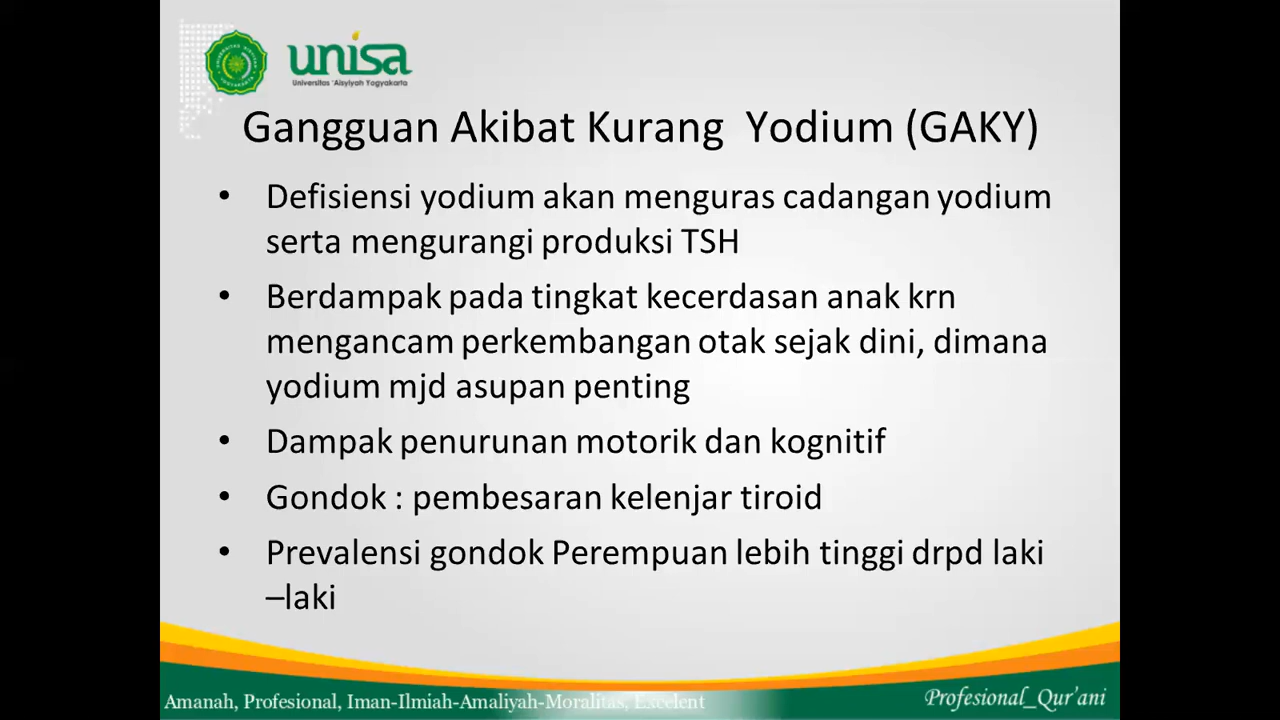 unisa
Universitas 'Aisyiyah Yogyakarta
Gangguan Akibat Kurang Yodium (GAKY)
• Defisiensi yodium akan menguras cadangan yodium
serta mengurangi produksi TSH
• Berdampak pada tingkat kecerdasan anak krn
mengancam perkembangan otak sejak dini, dimana
yodium mjd asupan penting
• Dampak penurunan motorik dan kognitif
• Gondok : pembesaran kelenjar tiroid
• Prevalensi gondok Perempuan lebih tinggi drpd laki
–laki
Amanah, Profesional, Iman-Ilmiah-Amaliyah-Moralitas, Excelent
Profesional_Qur'ani